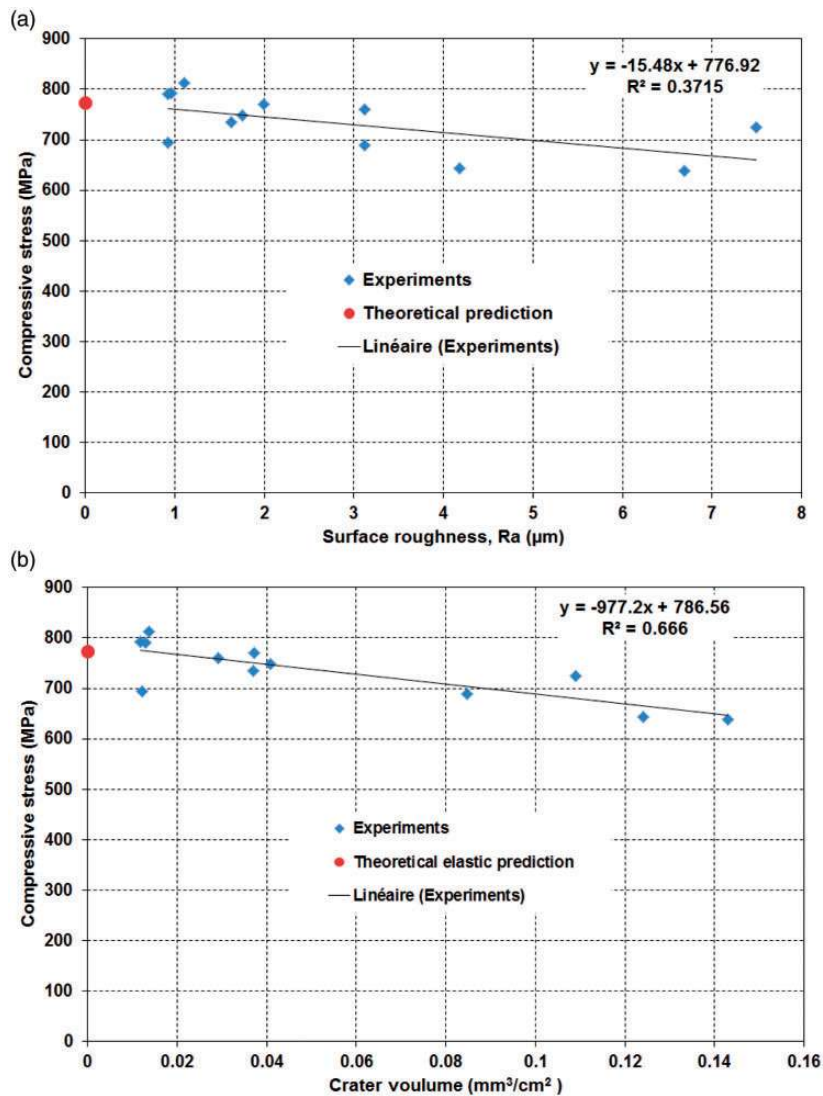 (a)
900
800
700
600
500
400
300
200
100
0
Compressive stress (MPa)
y = -15.48x + 776.92
R² = 0.3715
Experiments
Theoretical prediction
Linéaire (Experiments)
0 1 2 3 4 5 6 7 8
Surface roughness, Ra (µm)
(b)
900
800
700
600
500
400
300
200
100
0
Compressive stress (MPa)
y = -977.2x + 786.56
R² = 0.666
Experiments
Theoretical elastic prediction
Linéaire (Experiments)
0 0.02 0.04 0.06 0.08 0.1 0.12 0.14 0.16
Crater voulume (mm³/cm² )